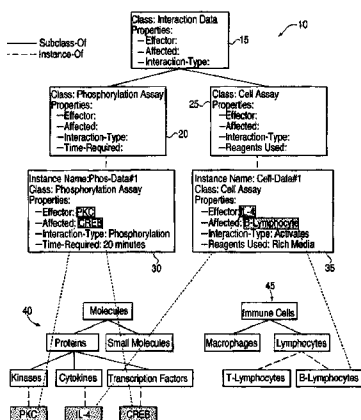 Class: Interaction Data
Properties:
—Effector:
—Affected:
—Interaction-Type:
10
15
Subclass-Of
Instance-Of
Class: Phosphorylation Assay
Properties:
—Effector:
—Affected:
—Interaction-Type:
—Time-Required:
20
25
Class: Cell Assay
Properties:
—Effector:
—Affected:
—Interaction-Type:
—Reagents Used:
Instance Name:Phos-Data#1
Class: Phosphorylation Assay
Properties:
—Effector: PKC
—Affected: CREB
—Interaction-Type: Phosphorylation
—Time-Required: 20 minutes
30
Instance Name: Cell-Data#1
Class: Cell Assay
Properties:
—Effector: IL-4
—Affected: B-Lymphocyte
—Interaction-Type: Activates
—Reagents Used: Rich Media
35
40
Molecules
Proteins
Small Molecules
Kinases
Cytokines
Transcription Factors
PKC
IL-4
CREB
45
Immune Cells
Macrophages
Lymphocytes
T-Lymphocytes
B-Lymphocytes